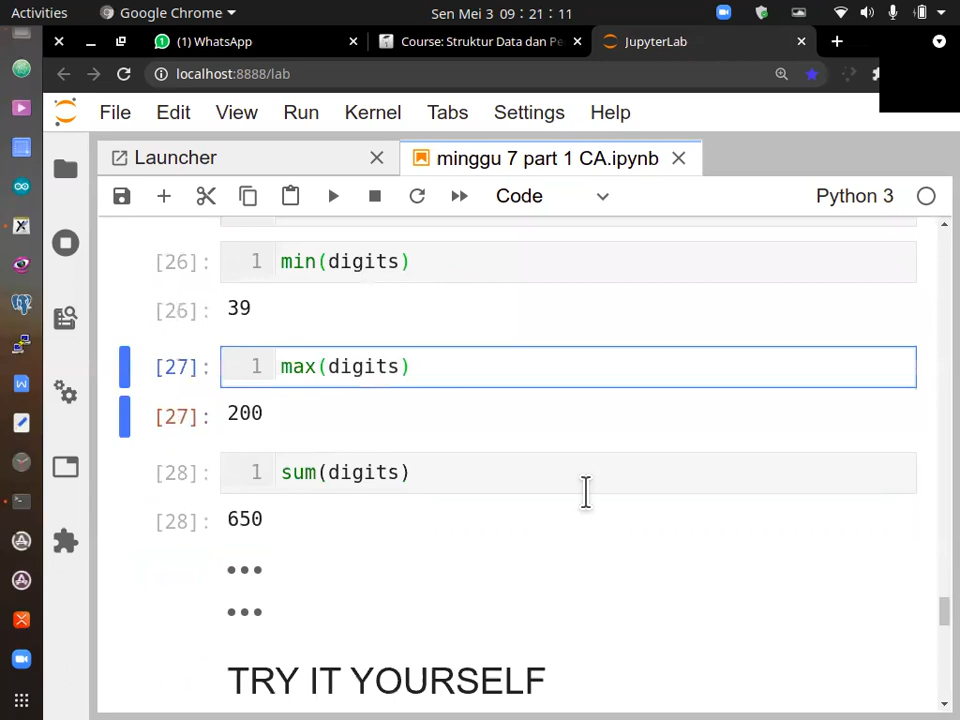 Activities Google Chrome Sen Mei 3 09 : 21 : 11
(1) WhatsApp Course: Struktur Data dan Pe JupyterLab
localhost:8888/lab
File Edit View Run Kernel Tabs Settings Help
Launcher minggu 7 part 1 CA.ipynb
Code Python 3
[26]: 1 min(digits)
[26]: 39
[27]: 1 max(digits)
[27]: 200
[28]: 1 sum(digits)
[28]: 650
TRY IT YOURSELF